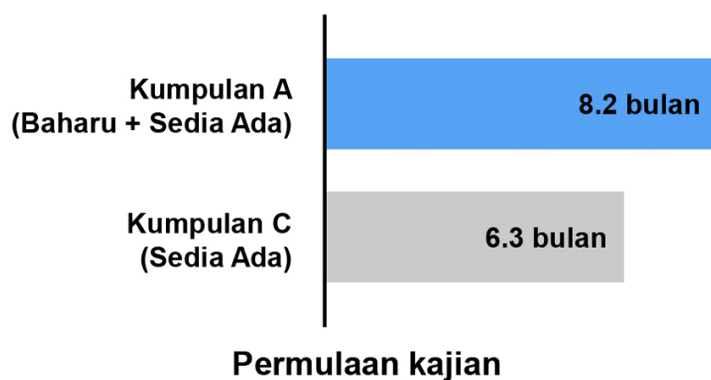 Kumpulan A
(Baharu + Sedia Ada)
8.2 bulan
Kumpulan C
(Sedia Ada)
6.3 bulan
Permulaan kajian